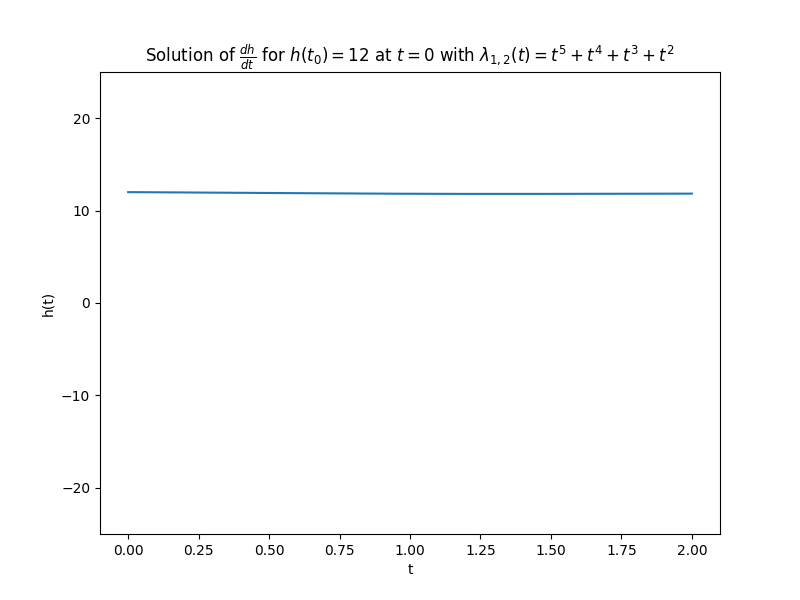 Solution of dh/dt for h(t₀) = 12 at t = 0 with λ₁,₂(t) = t⁵ + t⁴ + t³ + t²
20
10
0
−10
−20
h(t)
0.00 0.25 0.50 0.75 1.00 1.25 1.50 1.75 2.00
t